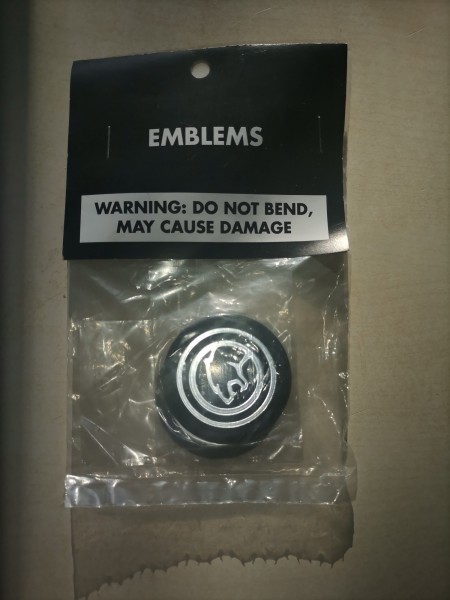 EMBLEMS
WARNING: DO NOT BEND,
MAY CAUSE DAMAGE